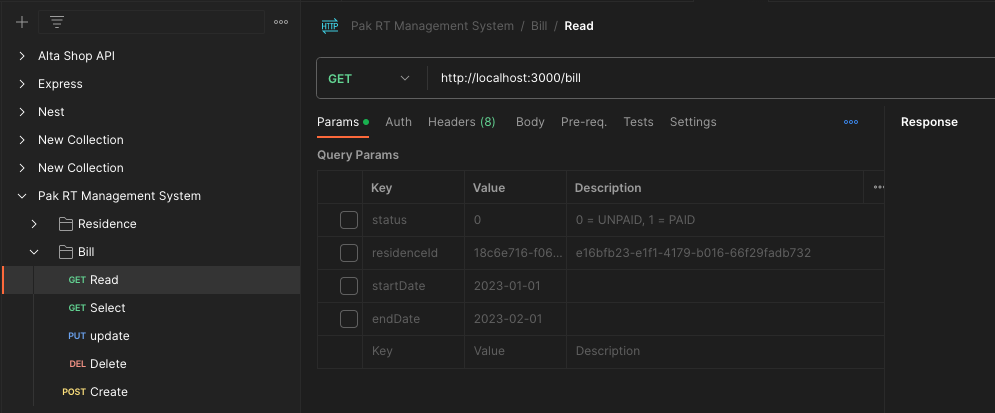 Alta Shop API
Express
Nest
New Collection
New Collection
Pak RT Management System
Residence
Bill
GET Read
GET Select
PUT update
DEL Delete
POST Create
HTTP Pak RT Management System / Bill / Read
GET http://localhost:3000/bill
Params Auth Headers (8) Body Pre-req. Tests Settings
Query Params
Key Value Description
status 0 0 = UNPAID, 1 = PAID
residenceId 18c6e716-f06... e16bfb23-e1f1-4179-b016-66f29fadb732
startDate 2023-01-01
endDate 2023-02-01
Key Value Description
Response